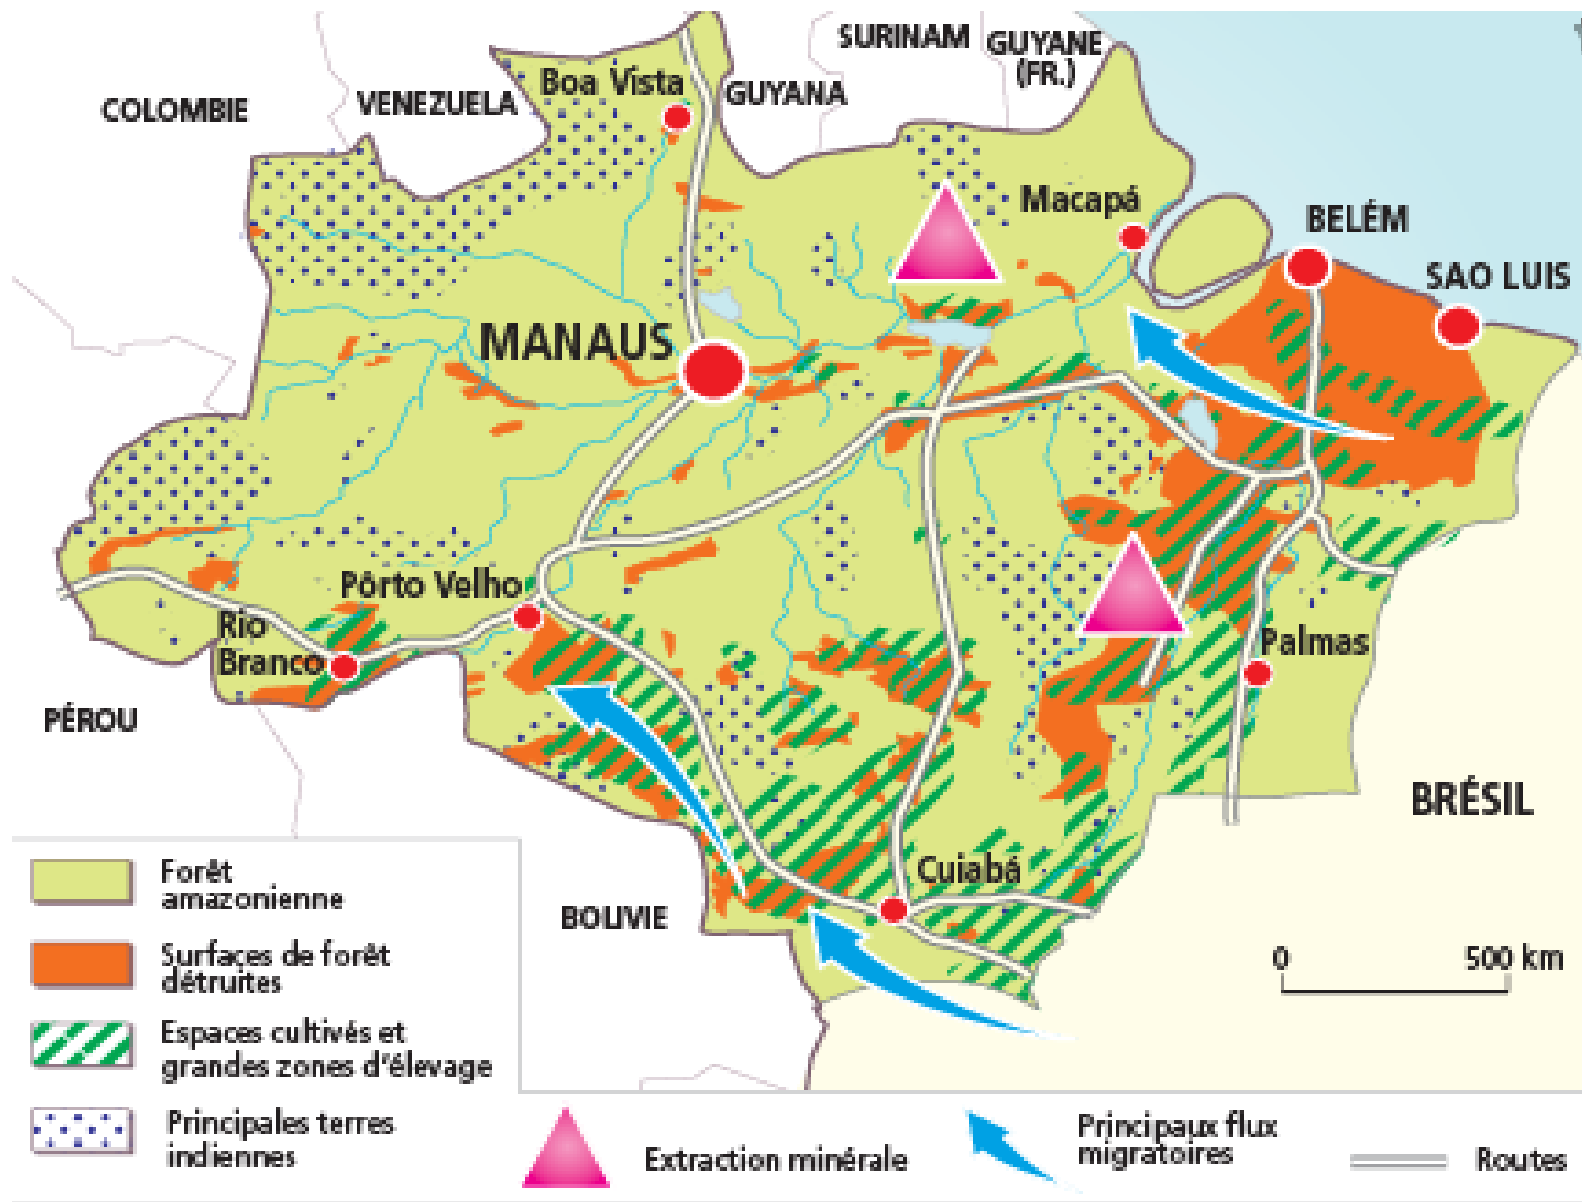 SURINAM
GUYANE
(FR.)
Boa Vista
GUYANA
COLOMBIE
VENEZUELA
Macapá
BELÉM
SAO LUIS
MANAUS
Pôrto Velho
Rio
Branco
Palmas
PÉROU
BRÉSIL
Cuiabá
BOLIVIE
0
500 km
Forêt
amazonienne
Surfaces de forêt
détruites
Espaces cultivés et
grandes zones d'élevage
Principales terres
indiennes
Extraction minérale
Principaux flux
migratoires
Routes